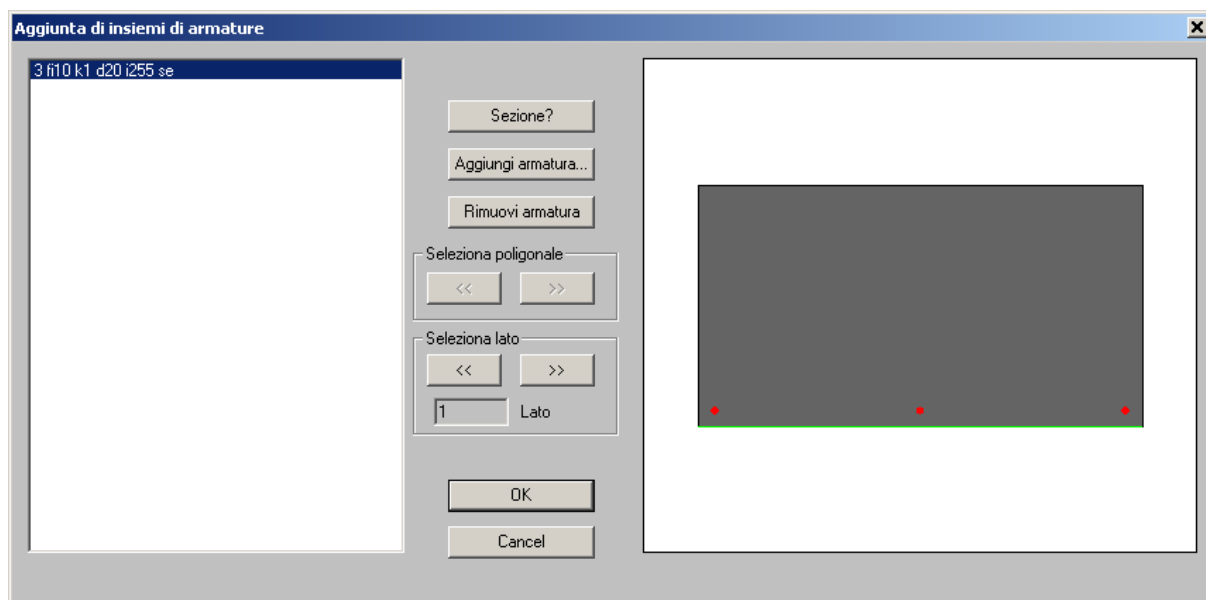 Aggiunta di insiemi di armature
3 fi10 k1 d20 i255 se
Sezione?
Aggiungi armatura...
Rimuovi armatura
Seleziona poligonale
<< >>
Seleziona lato
<< >>
1 Lato
OK
Cancel